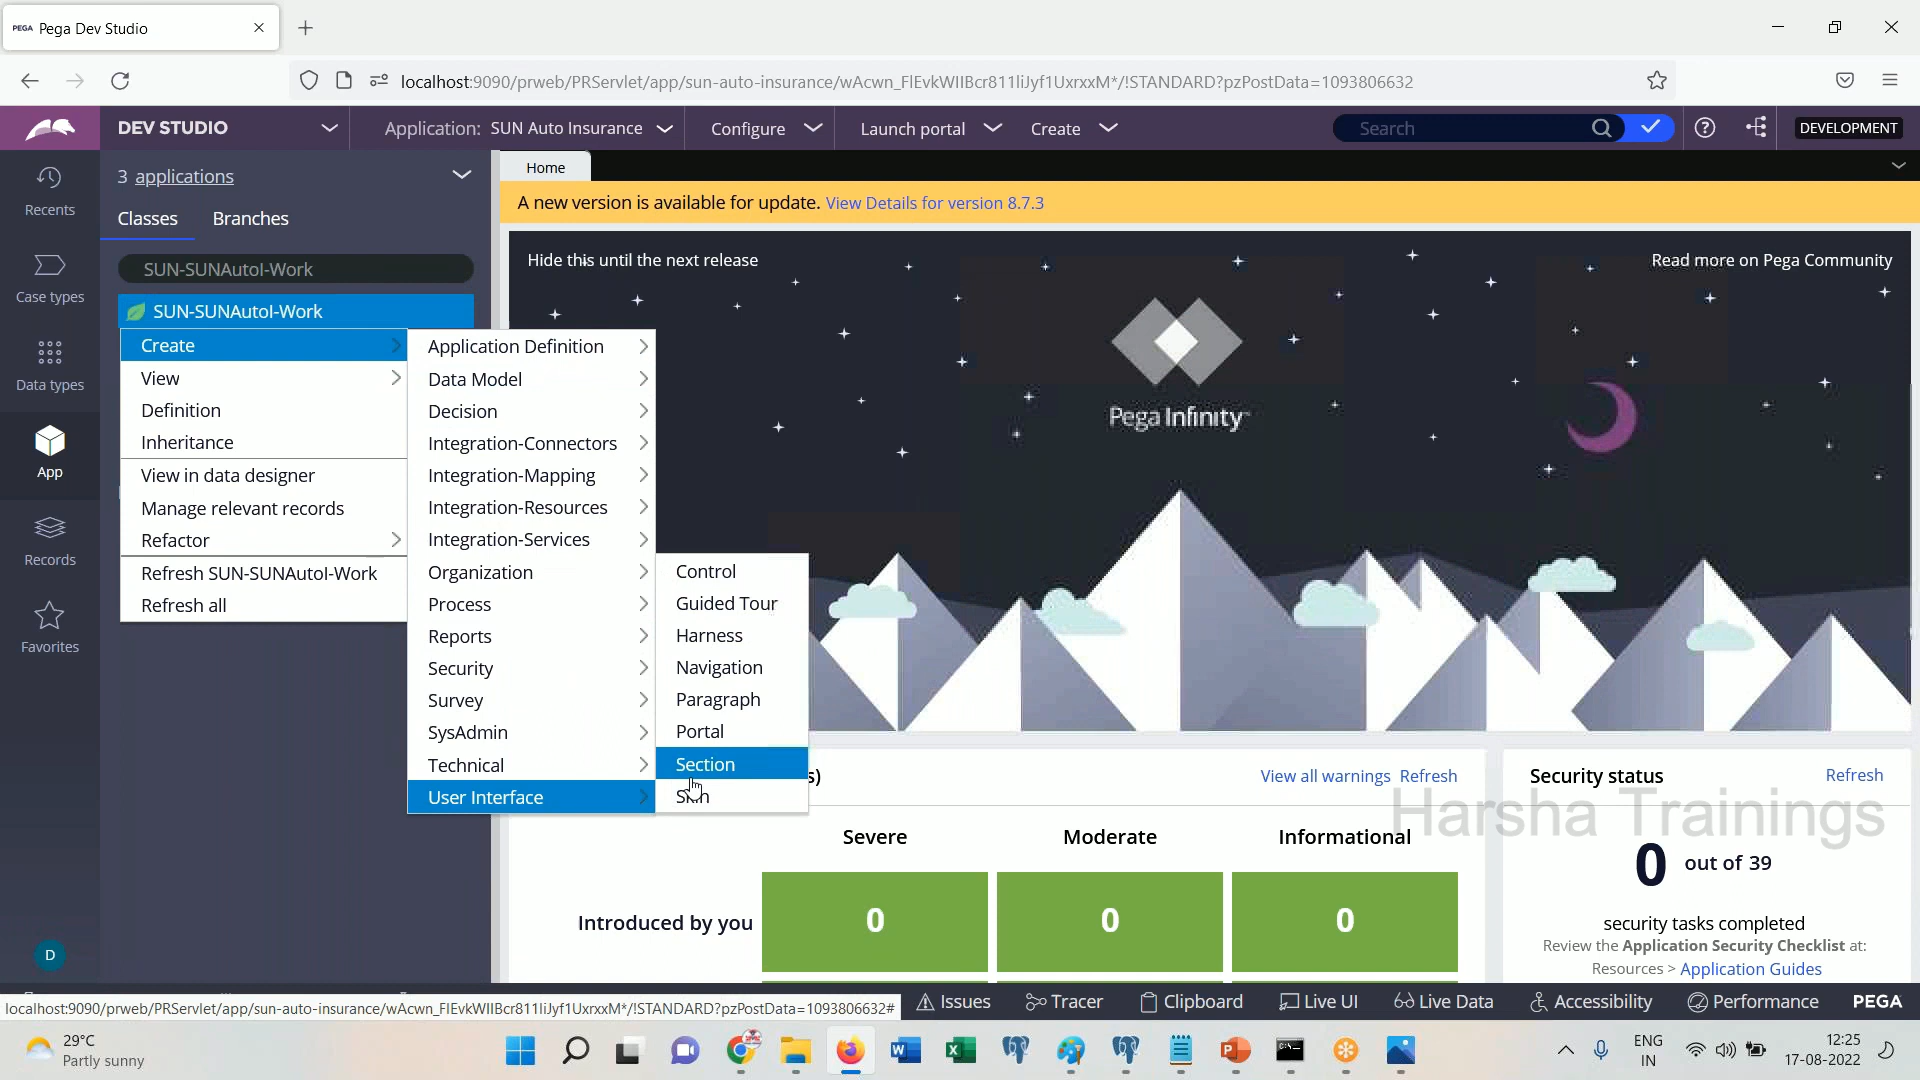 PEGA Pega Dev Studio
localhost:9090/prweb/PRServlet/app/sun-auto-insurance/wAcwn_FlEvkWIIBcr811liJyf1UxrxxM*/!STANDARD?pzPostData=1093806632
DEV STUDIO
Application: SUN Auto Insurance
Configure
Launch portal
Create
Search
DEVELOPMENT
Recents
Case types
Data types
App
Records
Favorites
D
3 applications
Classes Branches
SUN-SUNAutoI-Work
SUN-SUNAutoI-Work
Create
View
Definition
Inheritance
View in data designer
Manage relevant records
Refactor
Refresh SUN-SUNAutoI-Work
Refresh all
Application Definition
Data Model
Decision
Integration-Connectors
Integration-Mapping
Integration-Resources
Integration-Services
Organization
Process
Reports
Security
Survey
SysAdmin
Technical
User Interface
Control
Guided Tour
Harness
Navigation
Paragraph
Portal
Section
Skin
Home
A new version is available for update. View Details for version 8.7.3
Hide this until the next release
Read more on Pega Community
Pega Infinity
s)
View all warnings Refresh
Severe Moderate Informational
Introduced by you 0 0 0
Security status Refresh
Harsha Trainings
0 out of 39
security tasks completed
Review the Application Security Checklist at:
Resources > Application Guides
localhost:9090/prweb/PRServlet/app/sun-auto-insurance/wAcwn_FlEvkWIIBcr811liJyf1UxrxxM*/!STANDARD?pzPostData=1093806632#
Issues Tracer Clipboard Live UI Live Data Accessibility Performance PEGA
29°C
Partly sunny
ENG
IN
12:25
17-08-2022